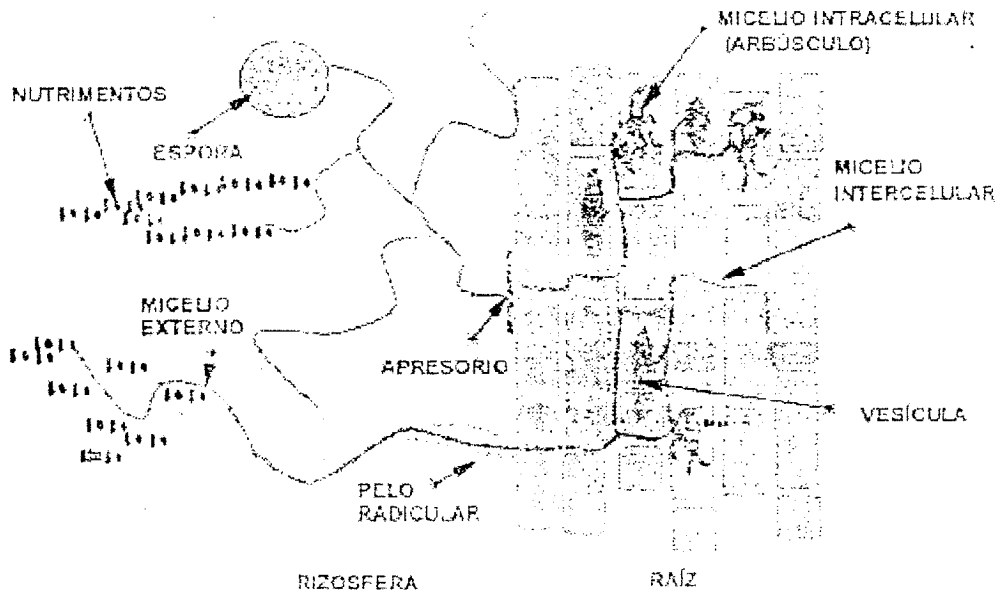 MICELIO INTRACELULAR
(ARBÚSCULO)
NUTRIMENTOS
ESPORA
MICELIO
INTERCELULAR
MICELIO
EXTERNO
APRESORIO
VESÍCULA
PELO
RADICULAR
RIZOSFERA
RAÍZ